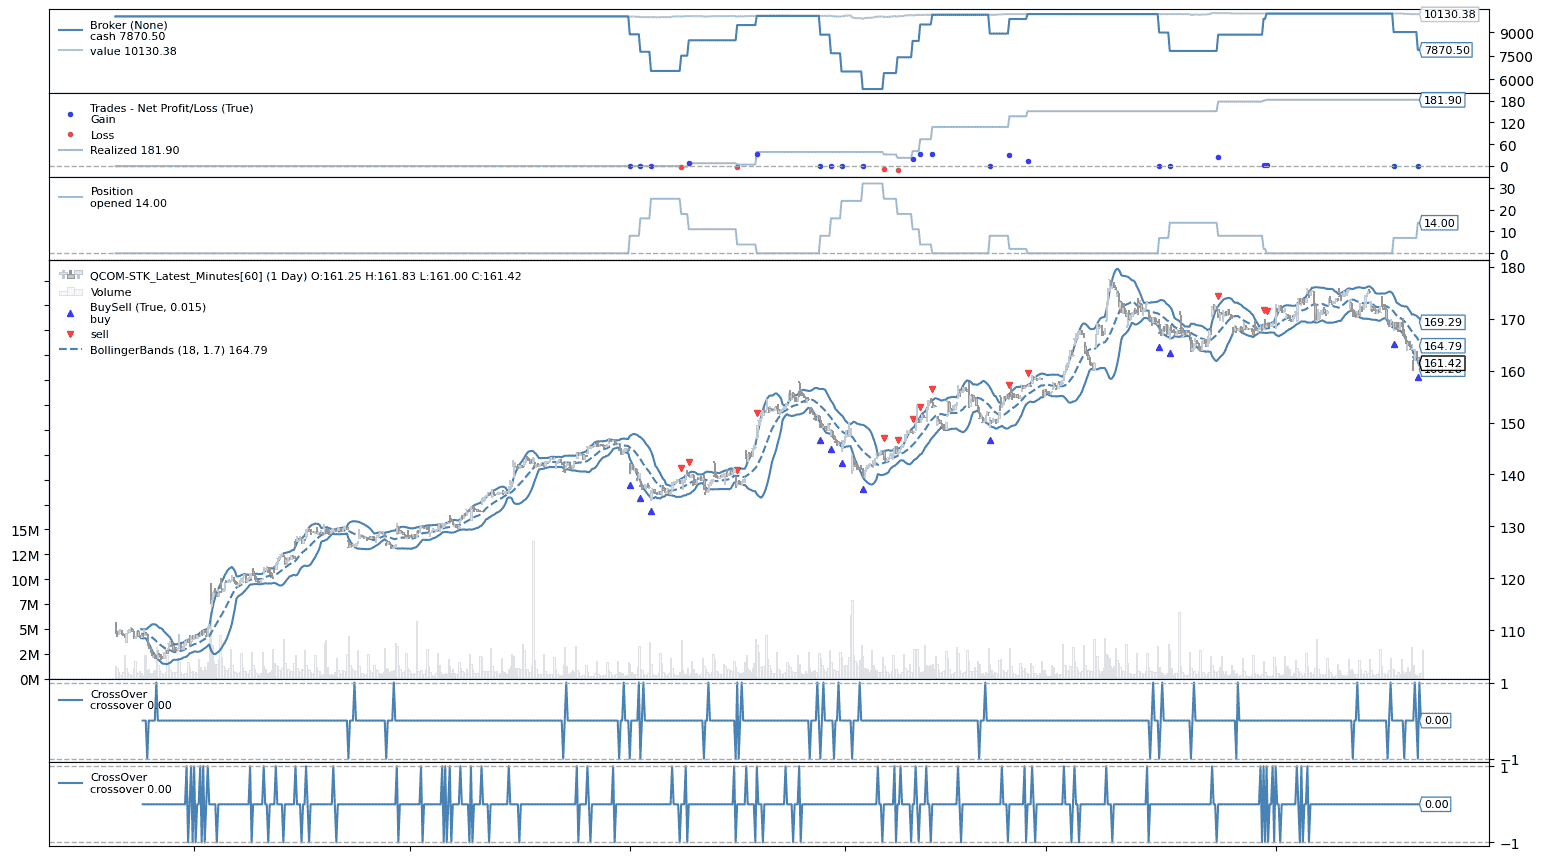 Broker (None)
cash 7870.50
value 10130.38
10130.38
9000
7870.50
7500
6000
Trades - Net Profit/Loss (True)
Gain
Loss
Realized 181.90
181.90
180
120
60
0
Position
opened 14.00
30
20
14.00
10
0
QCOM-STK_Latest_Minutes[60] (1 Day) O:161.25 H:161.83 L:161.00 C:161.42
Volume
BuySell (True, 0.015)
buy
sell
BollingerBands (18, 1.7) 164.79
180
170
169.29
164.79
161.42
160
150
140
130
120
110
15M
12M
10M
7M
5M
2M
0M
CrossOver
crossover 0.00
1
0.00
−1
CrossOver
crossover 0.00
1
0.00
−1